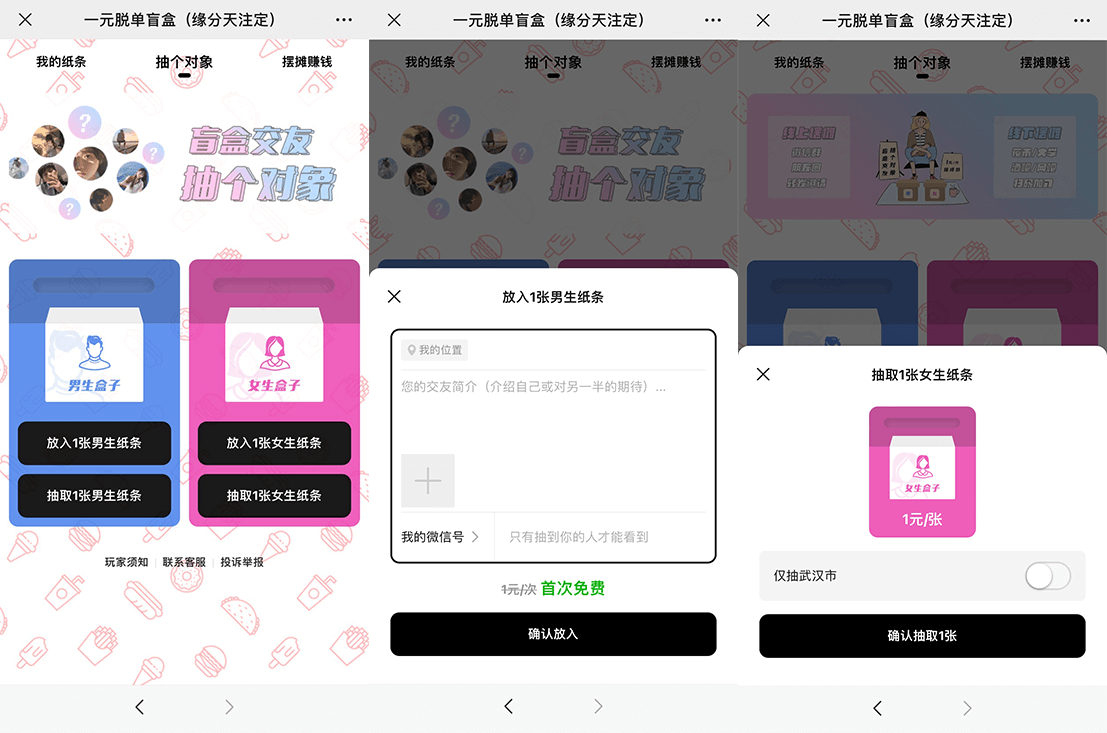 一元脱单盲盒（缘分天注定）
我的纸条
抽个对象
摆摊赚钱
?
?
?
盲盒交友
抽个对象
男生盒子
女生盒子
放入1张男生纸条
放入1张女生纸条
抽取1张男生纸条
抽取1张女生纸条
玩家须知
联系客服
投诉举报
一元脱单盲盒（缘分天注定）
我的纸条
抽个对象
摆摊赚钱
?
?
?
盲盒交友
抽个对象
放入1张男生纸条
我的位置
您的交友简介（介绍自己或对另一半的期待）...
我的微信号
只有抽到你的人才能看到
1元/次 首次免费
确认放入
一元脱单盲盒（缘分天注定）
我的纸条
抽个对象
摆摊赚钱
线上摆摊
微信群
朋友圈
线下摆摊
抽取1张女生纸条
女生盒子
1元/张
仅抽武汉市
确认抽取1张